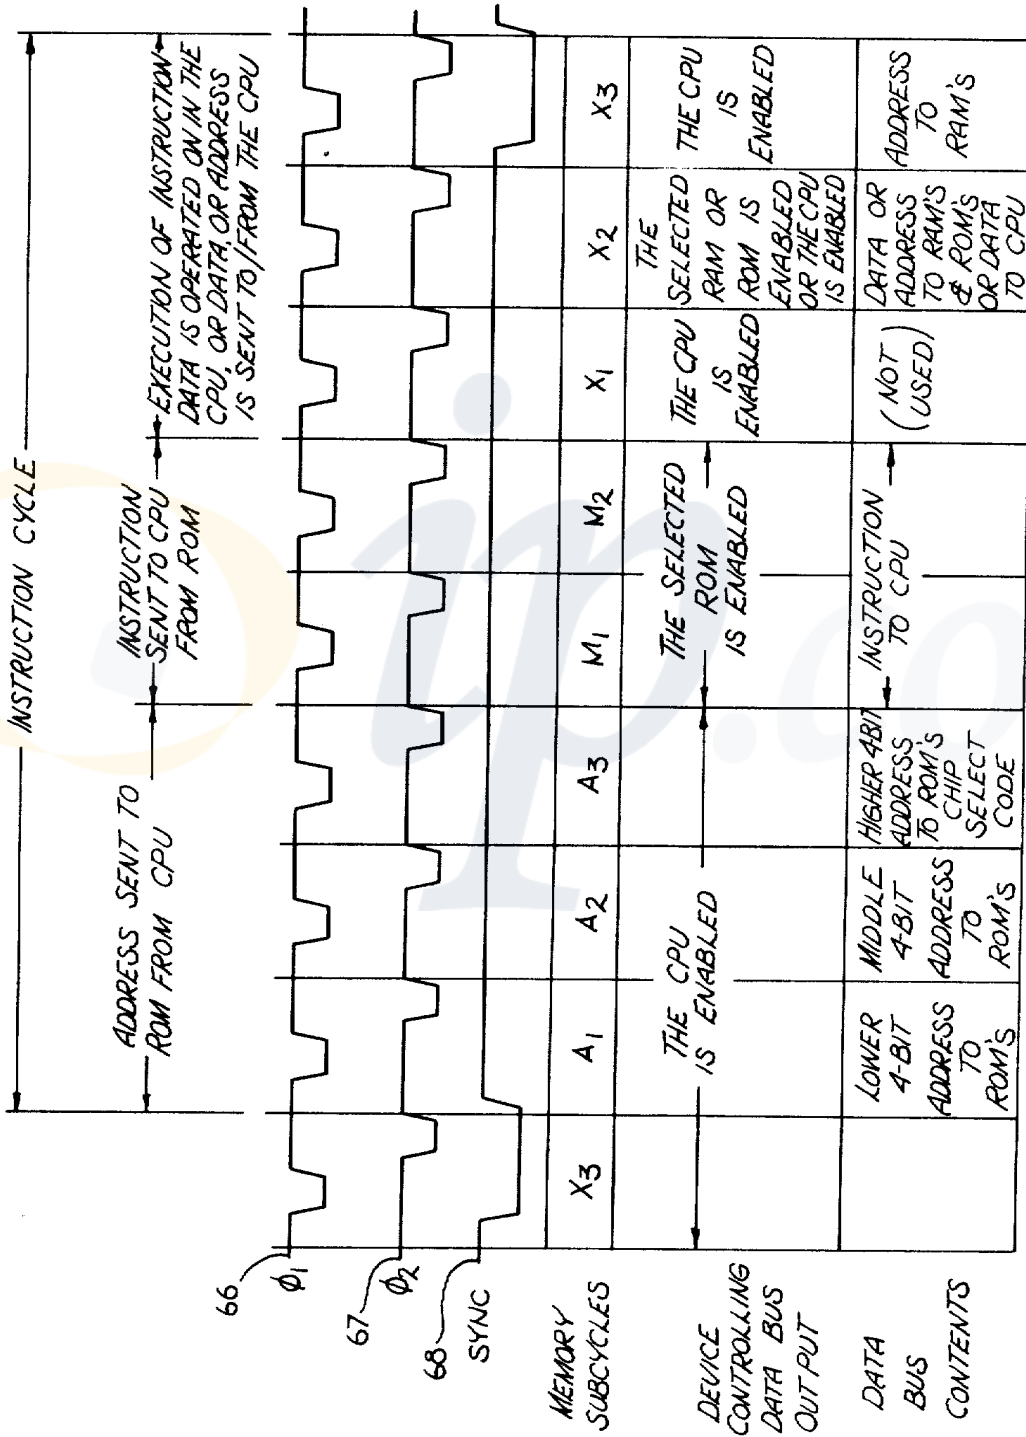 INSTRUCTION CYCLE
ADDRESS SENT TO
ROM FROM CPU
INSTRUCTION
SENT TO CPU
FROM ROM
EXECUTION OF INSTRUCTION
DATA IS OPERATED ON IN THE
CPU, OR DATA, OR ADDRESS
IS SENT TO/FROM THE CPU
66
ϕ1
67
ϕ2
68
SYNC
MEMORY
SUBCYCLES
X3
A1
A2
A3
M1
M2
X1
X2
X3
DEVICE
CONTROLLING
DATA BUS
OUTPUT
THE CPU
IS ENABLED
THE SELECTED
ROM
IS ENABLED
THE CPU
IS
ENABLED
THE
SELECTED
RAM OR
ROM IS
ENABLED
OR THE CPU
IS ENABLED
THE CPU
IS
ENABLED
DATA
BUS
CONTENTS
LOWER
4-BIT
ADDRESS
TO
ROM'S
MIDDLE
4-BIT
ADDRESS
TO
ROM'S
HIGHER 4-BIT
ADDRESS
TO ROM'S
CHIP
SELECT
CODE
INSTRUCTION
TO CPU
(NOT
USED)
DATA OR
ADDRESS
TO RAM'S
& ROM'S
OR DATA
TO CPU
ADDRESS
TO
RAM'S
ip.co